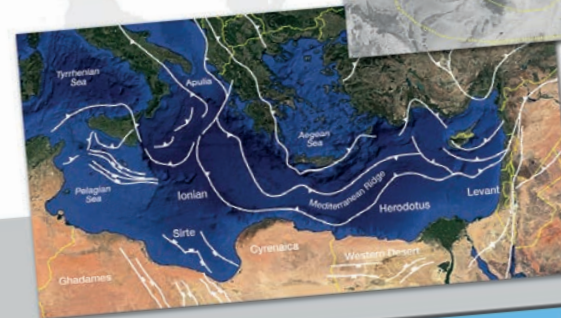 Tyrrhenian
Sea
Apulia
Aegean
Sea
Pelagian
Sea
Ionian
Mediterranean Ridge
Herodotus
Levant
Sirte
Cyrenaica
Western Desert
Ghadames